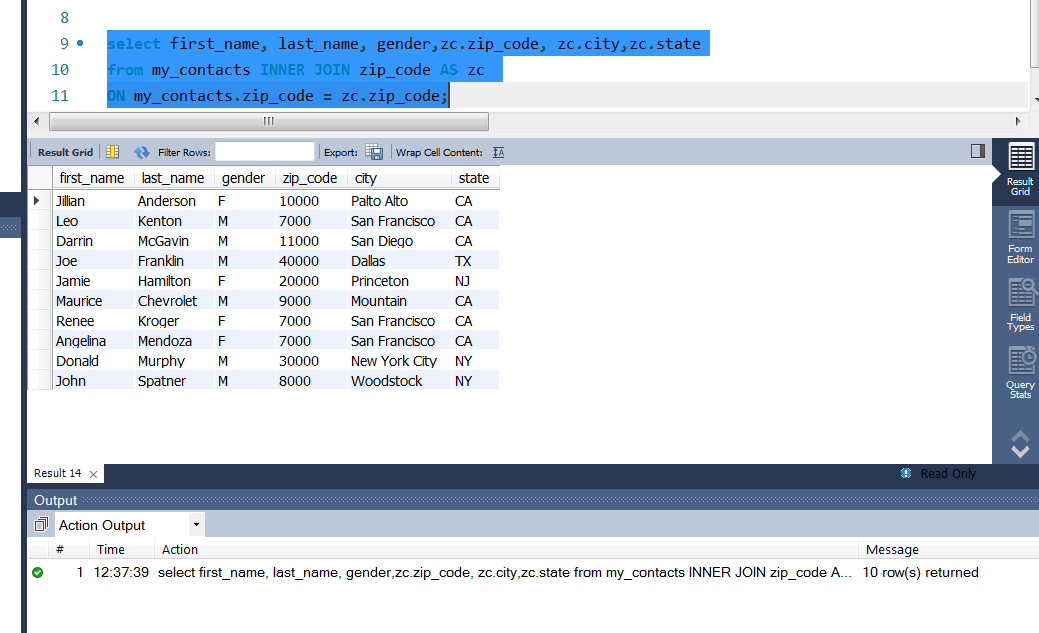 8
9 select first_name, last_name, gender,zc.zip_code, zc.city,zc.state
10 from my_contacts INNER JOIN zip_code AS zc
11 ON my_contacts.zip_code = zc.zip_code;
Result Grid Filter Rows: Export: Wrap Cell Content: IA
first_name last_name gender zip_code city state
Jillian Anderson F 10000 Palto Alto CA
Leo Kenton M 7000 San Francisco CA
Darrin McGavin M 11000 San Diego CA
Joe Franklin M 40000 Dallas TX
Jamie Hamilton F 20000 Princeton NJ
Maurice Chevrolet M 9000 Mountain CA
Renee Kroger F 7000 San Francisco CA
Angelina Mendoza F 7000 San Francisco CA
Donald Murphy M 30000 New York City NY
John Spatner M 8000 Woodstock NY
Result
Grid
Form
Editor
Field
Types
Query
Stats
Result 14 Read Only
Output
Action Output
# Time Action Message
1 12:37:39 select first_name, last_name, gender,zc.zip_code, zc.city,zc.state from my_contacts INNER JOIN zip_code A... 10 row(s) returned